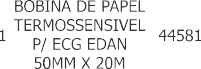 BOBINA DE PAPEL
TERMOSSENSIVEL
1 P/ ECG EDAN 44581
50MM X 20M